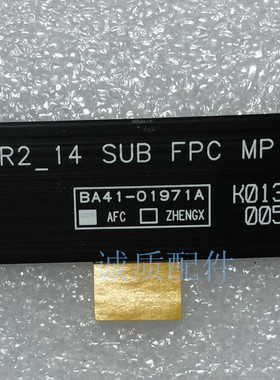 R2_14 SUB FPC MP
BA41-01971A
AFC ZHENGX
K013
005
诚质配件